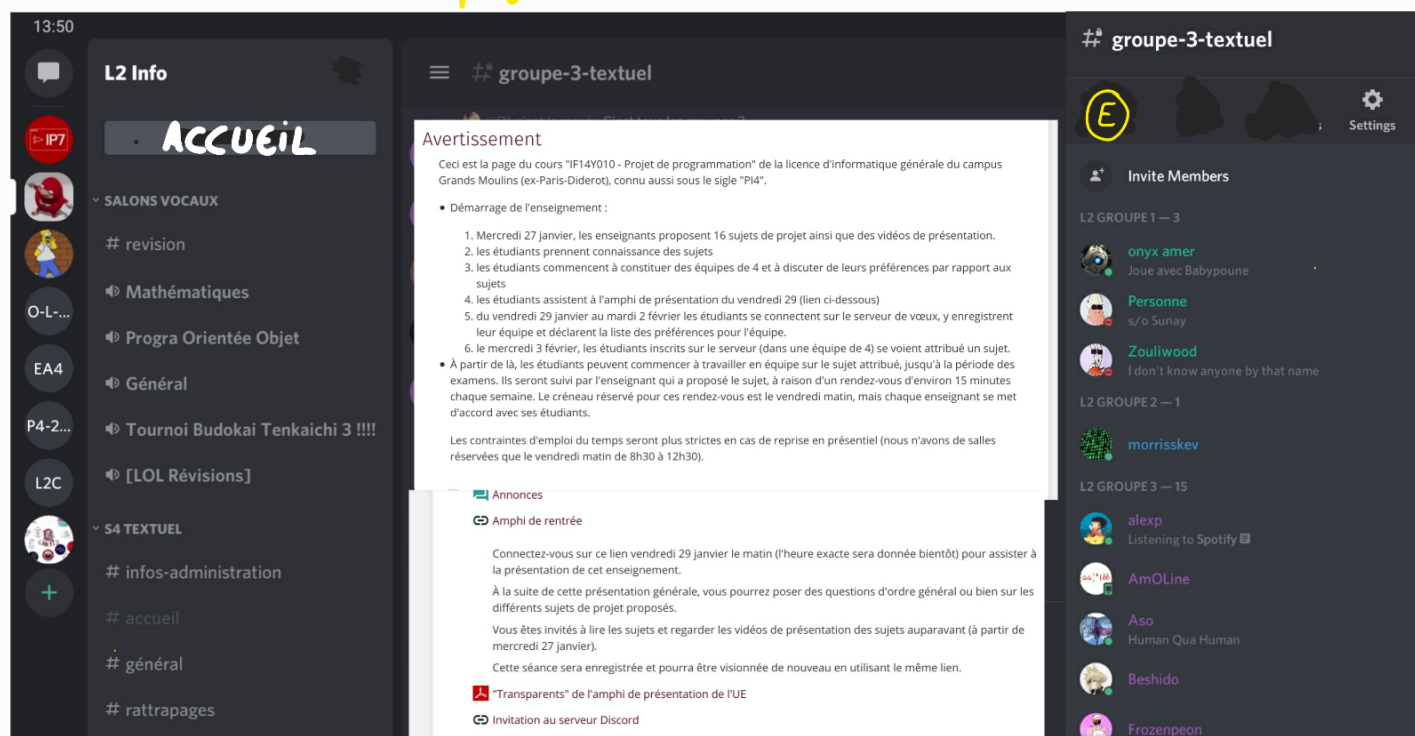 13:50
L2 Info
ACCUEIL
IP7
O-L-...
EA4
P4-2...
L2C
SALONS VOCAUX
# revision
Mathématiques
Progra Orientée Objet
Général
Tournoi Budokai Tenkaichi 3 !!!!
[LOL Révisions]
S4 TEXTUEL
# infos-administration
# accueil
# général
# rattrapages
# groupe-3-textuel
Avertissement
Ceci est la page du cours "IF14Y010 - Projet de programmation" de la licence d'informatique générale du campus
Grands Moulins (ex-Paris-Diderot), connu aussi sous le sigle "PI4".
• Démarrage de l'enseignement :
1. Mercredi 27 janvier, les enseignants proposent 16 sujets de projet ainsi que des vidéos de présentation.
2. les étudiants prennent connaissance des sujets
3. les étudiants commencent à constituer des équipes de 4 et à discuter de leurs préférences par rapport aux
sujets
4. les étudiants assistent à l'amphi de présentation du vendredi 29 (lien ci-dessous)
5. du vendredi 29 janvier au mardi 2 février les étudiants se connectent sur le serveur de vœux, y enregistrent
leur équipe et déclarent la liste des préférences pour l'équipe.
6. le mercredi 3 février, les étudiants inscrits sur le serveur (dans une équipe de 4) se voient attribué un sujet.
• À partir de là, les étudiants peuvent commencer à travailler en équipe sur le sujet attribué, jusqu'à la période des
examens. Ils seront suivi par l'enseignant qui a proposé le sujet, à raison d'un rendez-vous d'environ 15 minutes
chaque semaine. Le créneau réservé pour ces rendez-vous est le vendredi matin, mais chaque enseignant se met
d'accord avec ses étudiants.
Les contraintes d'emploi du temps seront plus strictes en cas de reprise en présentiel (nous n'avons de salles
réservées que le vendredi matin de 8h30 à 12h30).
Annonces
Amphi de rentrée
Connectez-vous sur ce lien vendredi 29 janvier le matin (l'heure exacte sera donnée bientôt) pour assister à
la présentation de cet enseignement.
À la suite de cette présentation générale, vous pourrez poser des questions d'ordre général ou bien sur les
différents sujets de projet proposés.
Vous êtes invités à lire les sujets et regarder les vidéos de présentation des sujets auparavant (à partir de
mercredi 27 janvier).
Cette séance sera enregistrée et pourra être visionnée de nouveau en utilisant le même lien.
"Transparents" de l'amphi de présentation de l'UE
Invitation au serveur Discord
# groupe-3-textuel
E
Settings
Invite Members
L2 GROUPE 1 — 3
onyx amer
Joue avec Babypoune
Personne
s/o Sunay
Zouliwood
I don't know anyone by that name
L2 GROUPE 2 — 1
morrisskev
L2 GROUPE 3 — 15
alexp
Listening to Spotify
AmOLine
Aso
Human Qua Human
Beshido
Frozenpeon